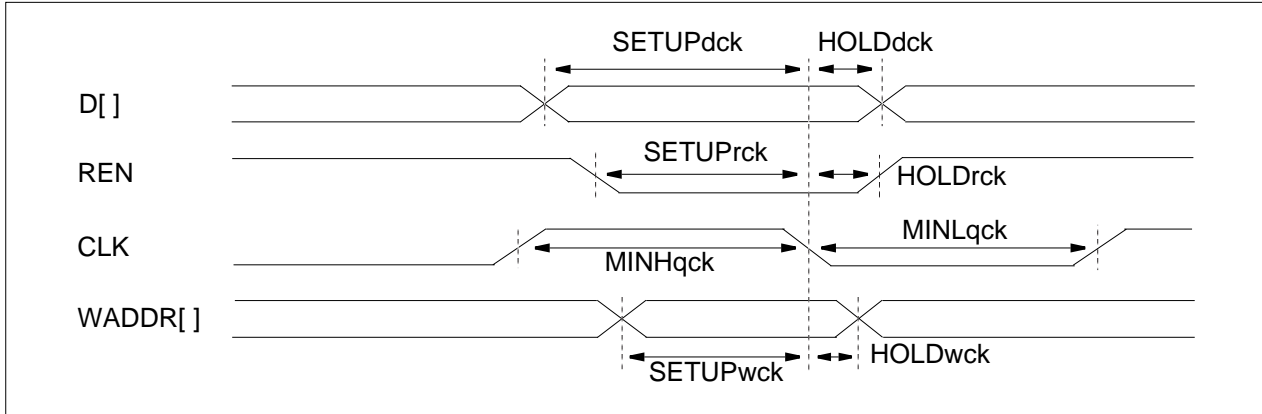 SETUPdck HOLDdck
D[ ]
SETUPrck
REN
HOLDrck
CLK
MINHqck
MINLqck
WADDR[ ]
SETUPwck
HOLDwck